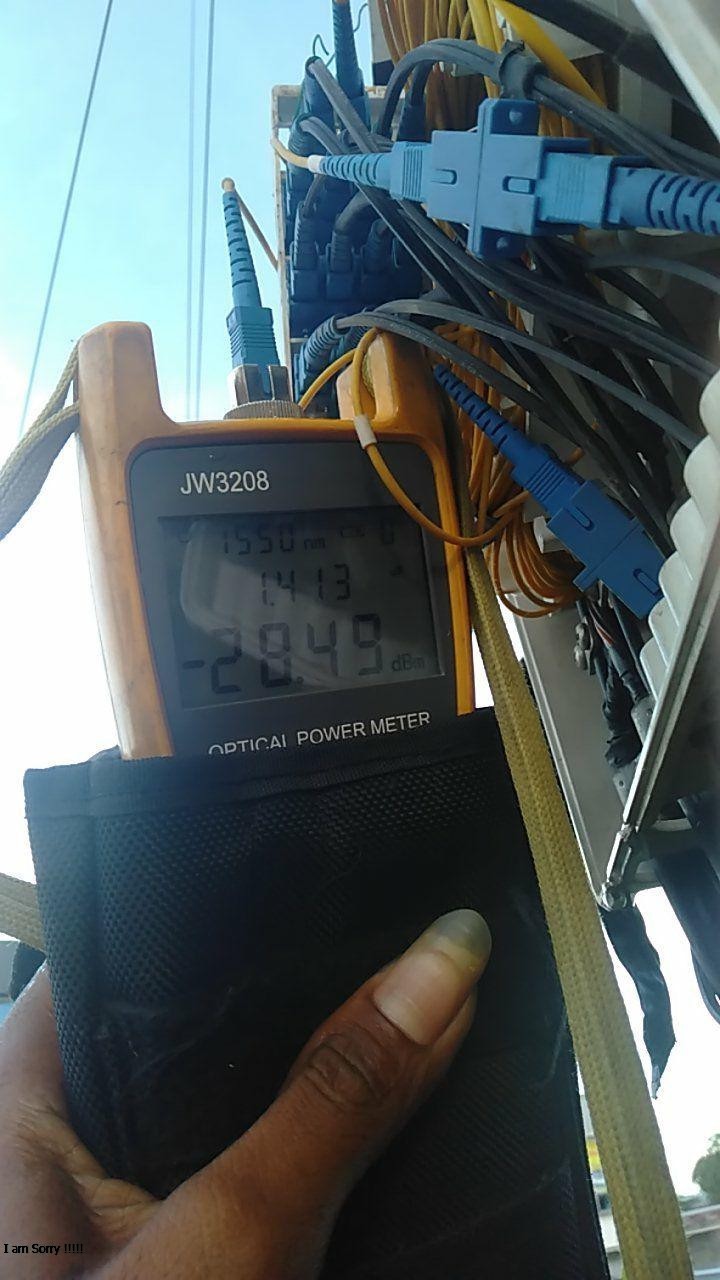 JW3208
1550 nm
1.413
-28.49 dBm
OPTICAL POWER METER
I am Sorry !!!!!